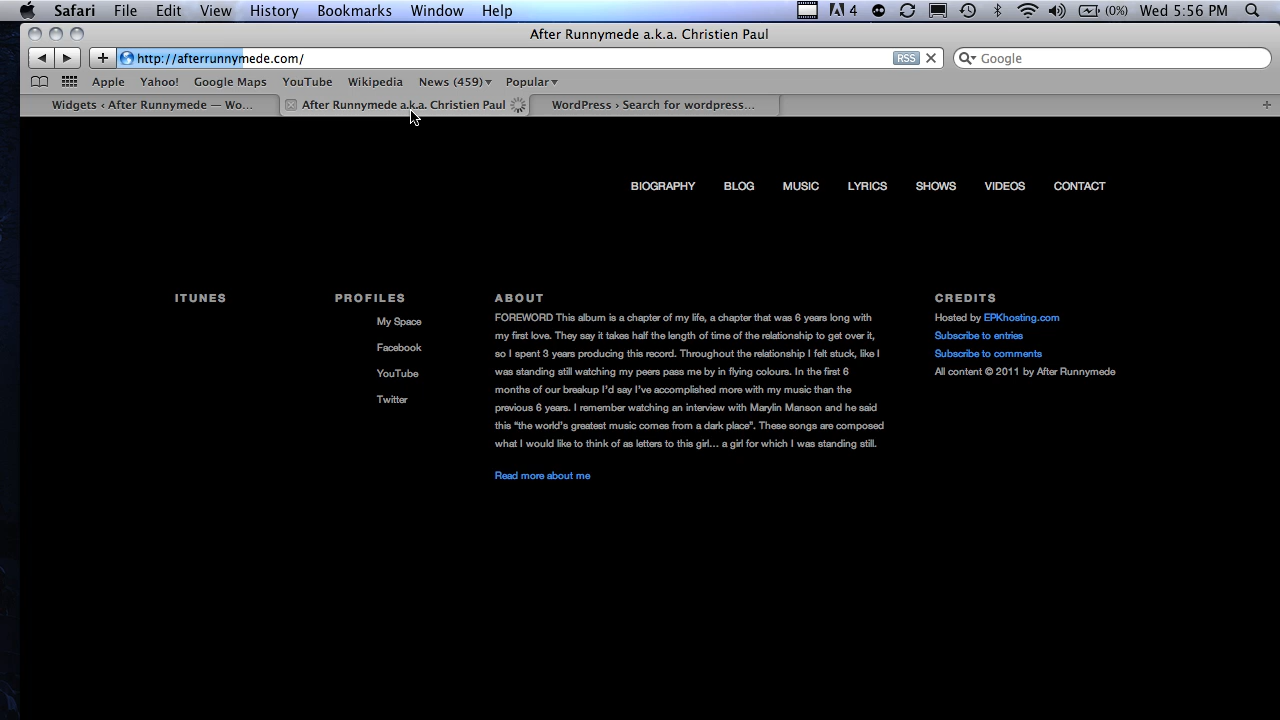 Safari File Edit View History Bookmarks Window Help 4 (0%) Wed 5:56 PM
After Runnymede a.k.a. Christien Paul
http://afterrunnymede.com/ RSS Google
Apple Yahoo! Google Maps YouTube Wikipedia News (459) Popular
Widgets ‹ After Runnymede — Wo... After Runnymede a.k.a. Christien Paul WordPress › Search for wordpress...
BIOGRAPHY BLOG MUSIC LYRICS SHOWS VIDEOS CONTACT
ITUNES
PROFILES
My Space
Facebook
YouTube
Twitter
ABOUT
FOREWORD This album is a chapter of my life, a chapter that was 6 years long with
my first love. They say it takes half the length of time of the relationship to get over it,
so I spent 3 years producing this record. Throughout the relationship I felt stuck, like I
was standing still watching my peers pass me by in flying colours. In the first 6
months of our breakup I'd say I've accomplished more with my music than the
previous 6 years. I remember watching an interview with Marylin Manson and he said
this “the world's greatest music comes from a dark place”. These songs are composed
what I would like to think of as letters to this girl... a girl for which I was standing still.
Read more about me
CREDITS
Hosted by EPKhosting.com
Subscribe to entries
Subscribe to comments
All content © 2011 by After Runnymede